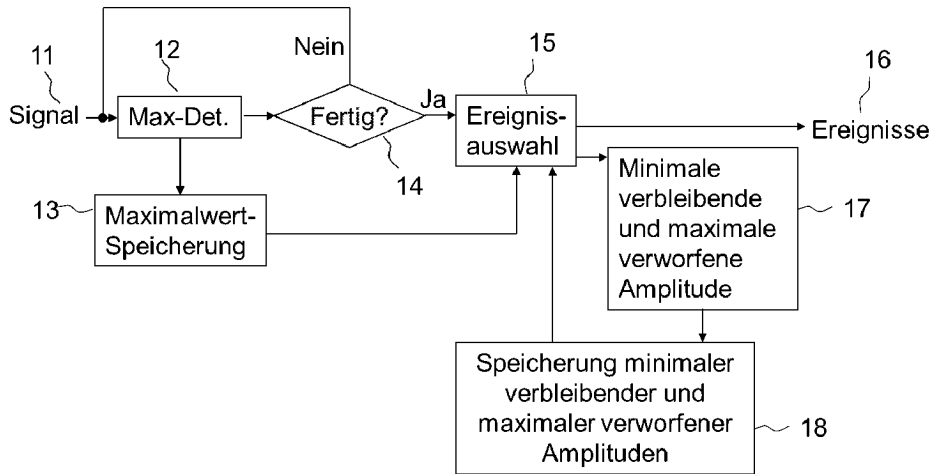 Nein
11
12
15
16
Signal
Max-Det.
Fertig?
Ja
Ereignis-
auswahl
Ereignisse
14
13
Maximalwert-
Speicherung
Minimale
verbleibende
und maximale
verworfene
Amplitude
17
Speicherung minimaler
verbleibender und
maximaler verworfener
Amplituden
18